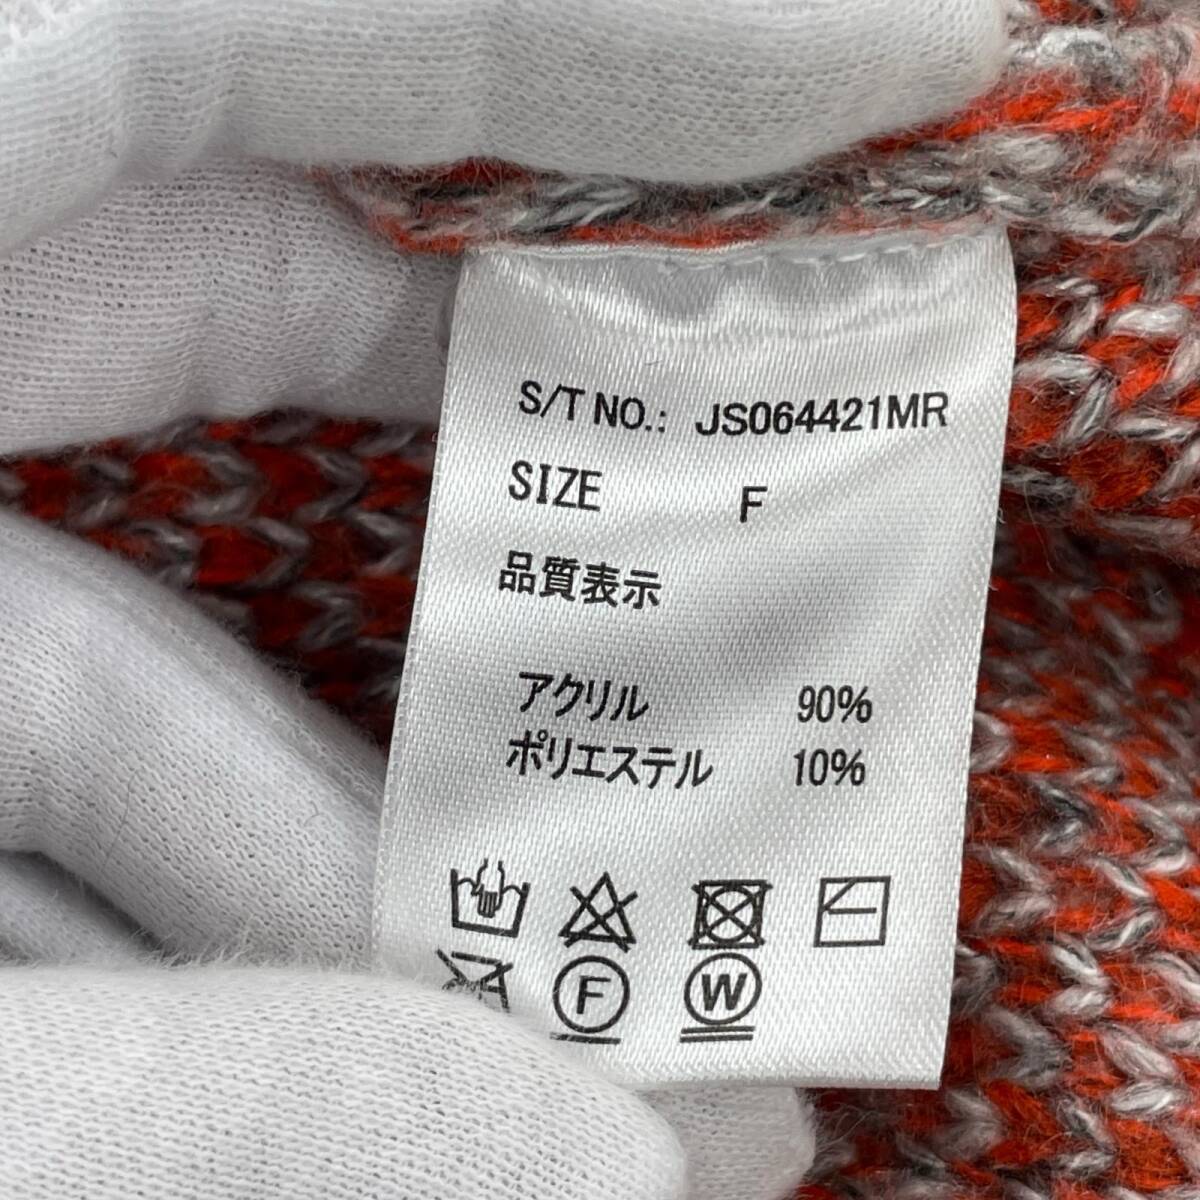 S/T NO.: JS064421MR
SIZE F
品質表示
アクリル 90%
ポリエステル 10%
F W